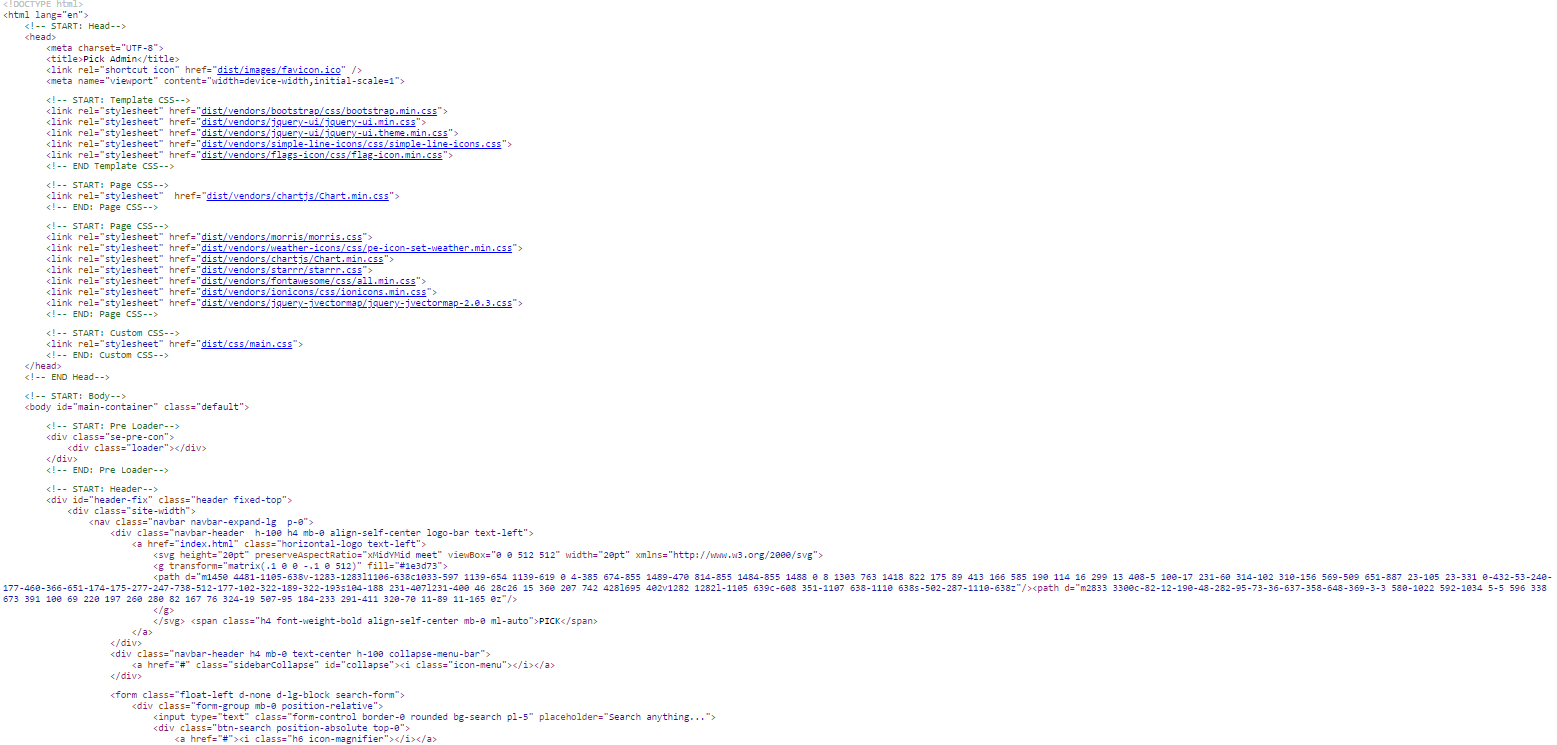 <!DOCTYPE html>
<html lang="en">
<!-- START: Head-->
<head>
<meta charset="UTF-8">
<title>Pick Admin</title>
<link rel="shortcut icon" href="dist/images/favicon.ico" />
<meta name="viewport" content="width=device-width,initial-scale=1">
<!-- START: Template CSS-->
<link rel="stylesheet" href="dist/vendors/bootstrap/css/bootstrap.min.css">
<link rel="stylesheet" href="dist/vendors/jquery-ui/jquery-ui.min.css">
<link rel="stylesheet" href="dist/vendors/jquery-ui/jquery-ui.theme.min.css">
<link rel="stylesheet" href="dist/vendors/simple-line-icons/css/simple-line-icons.css">
<link rel="stylesheet" href="dist/vendors/flags-icon/css/flag-icon.min.css">
<!-- END Template CSS-->
<!-- START: Page CSS-->
<link rel="stylesheet"  href="dist/vendors/chartjs/Chart.min.css">
<!-- END: Page CSS-->
<!-- START: Page CSS-->
<link rel="stylesheet" href="dist/vendors/morris/morris.css">
<link rel="stylesheet" href="dist/vendors/weather-icons/css/pe-icon-set-weather.min.css">
<link rel="stylesheet" href="dist/vendors/chartjs/Chart.min.css">
<link rel="stylesheet" href="dist/vendors/starrr/starrr.css">
<link rel="stylesheet" href="dist/vendors/fontawesome/css/all.min.css">
<link rel="stylesheet" href="dist/vendors/ionicons/css/ionicons.min.css">
<link rel="stylesheet" href="dist/vendors/jquery-jvectormap/jquery-jvectormap-2.0.3.css">
<!-- END: Page CSS-->
<!-- START: Custom CSS-->
<link rel="stylesheet" href="dist/css/main.css">
<!-- END: Custom CSS-->
</head>
<!-- END Head-->
<!-- START: Body-->
<body id="main-container" class="default">
<!-- START: Pre Loader-->
<div class="se-pre-con">
<div class="loader"></div>
</div>
<!-- END: Pre Loader-->
<!-- START: Header-->
<div id="header-fix" class="header fixed-top">
<div class="site-width">
<nav class="navbar navbar-expand-lg  p-0">
<div class="navbar-header  h-100 h4 mb-0 align-self-center logo-bar text-left">
<a href="index.html" class="horizontal-logo text-left">
<svg height="20pt" preserveAspectRatio="xMidYMid meet" viewBox="0 0 512 512" width="20pt" xmlns="http://www.w3.org/2000/svg">
<g transform="matrix(.1 0 0 -.1 0 512)" fill="#1e3d73">
<path d="m1450 4481-1105-638v-1283-1283l1106-638c1033-597 1139-654 1139-619 0 4-385 674-855 1489-470 814-855 1484-855 1488 0 8 1303 763 1418 822 175 89 413 166 585 190 114 16 299 13 408-5 100-17 231-60 314-102 310-156 569-509 651-887 23-105 23-331 0-432-53-240-
177-460-366-651-174-175-277-247-738-512-177-102-322-189-322-193s104-188 231-407l231-400 46 28c26 15 360 207 742 428l695 402v1282 1282l-1105 639c-608 351-1107 638-1110 638s-502-287-1110-638z"/><path d="m2833 3300c-82-12-190-48-282-95-73-36-637-358-648-369-3-3 580-1022 592-1034 5-5 596 338
673 391 100 69 220 197 260 280 82 167 76 324-19 507-95 184-233 291-411 320-70 11-89 11-165 0z"/>
</g>
</svg> <span class="h4 font-weight-bold align-self-center mb-0 ml-auto">PICK</span>
</a>
</div>
<div class="navbar-header h4 mb-0 text-center h-100 collapse-menu-bar">
<a href="#" class="sidebarCollapse" id="collapse"><i class="icon-menu"></i></a>
</div>
<form class="float-left d-none d-lg-block search-form">
<div class="form-group mb-0 position-relative">
<input type="text" class="form-control border-0 rounded bg-search pl-5" placeholder="Search anything...">
<div class="btn-search position-absolute top-0">
<a href="#"><i class="h6 icon-magnifier"></i></a>